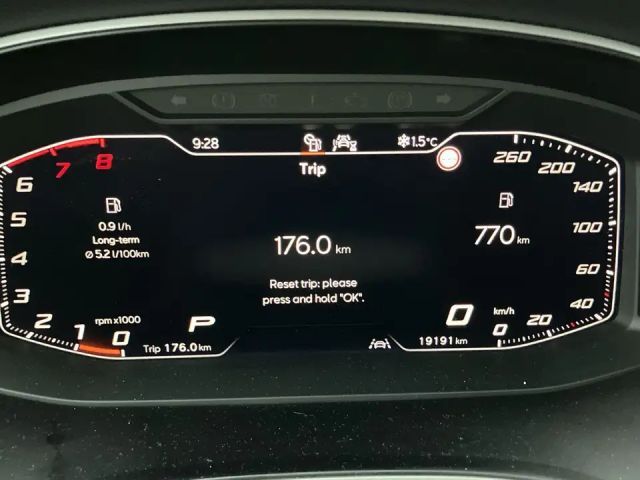 9:28
1.5°C
Trip
0.9 l/h
Long-term
ø 5.2 l/100km
176.0 km
Reset trip: please
press and hold "OK".
770 km
8
7
6
5
4
3
2
1
0
rpm x1000
P
Trip 176.0 km
0
km/h
0
20
40
60
100
140
200
260
19191 km